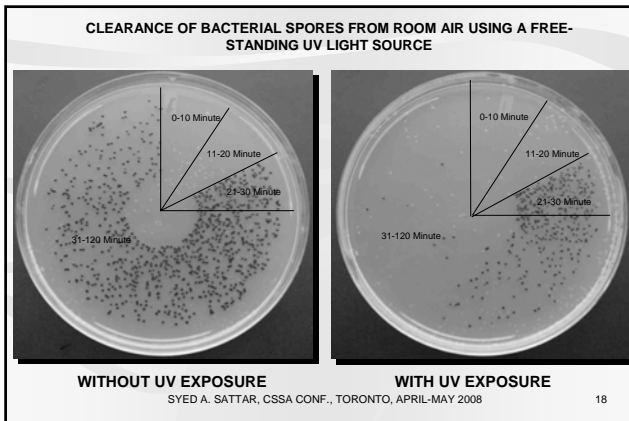 CLEARANCE OF BACTERIAL SPORES FROM ROOM AIR USING A FREE-
STANDING UV LIGHT SOURCE
0-10 Minute
11-20 Minute
21-30 Minute
31-120 Minute
0-10 Minute
11-20 Minute
21-30 Minute
31-120 Minute
WITHOUT UV EXPOSURE
WITH UV EXPOSURE
SYED A. SATTAR, CSSA CONF., TORONTO, APRIL-MAY 2008
18